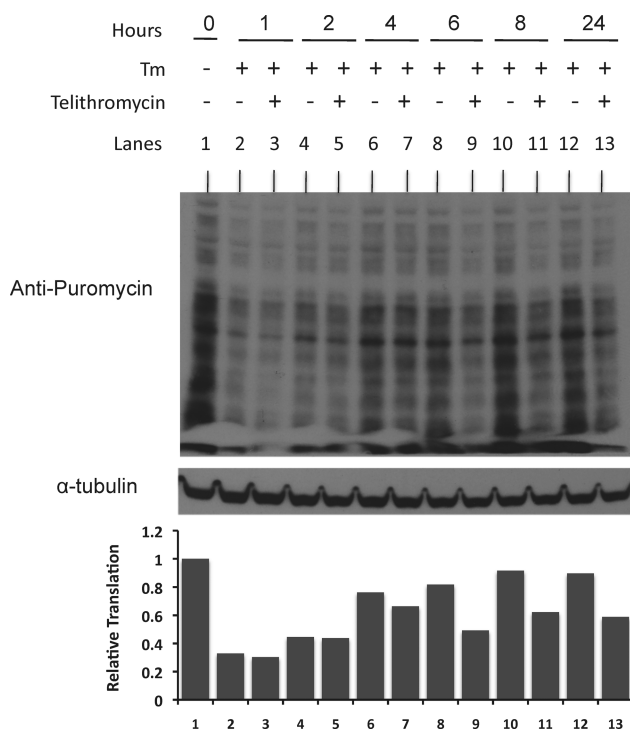 Hours 0 1 2 4 6 8 24
Tm - + + + + + + + + + + + +
Telithromycin - - + - + - + - + - + - +
Lanes 1 2 3 4 5 6 7 8 9 10 11 12 13
Anti-Puromycin
α-tubulin
1.2
1
0.8
0.6
0.4
0.2
0
Relative Translation
1 2 3 4 5 6 7 8 9 10 11 12 13